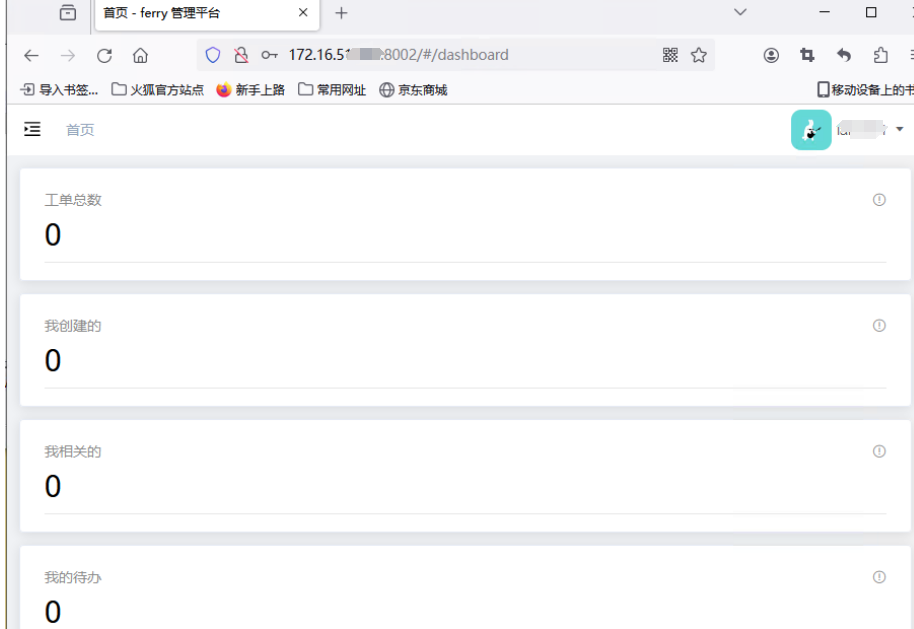 首页 - ferry 管理平台
172.16.5 :8002/#/dashboard
导入书签... 火狐官方站点 新手上路 常用网址 京东商城 移动设备上的书
首页
工单总数
0
我创建的
0
我相关的
0
我的待办
0